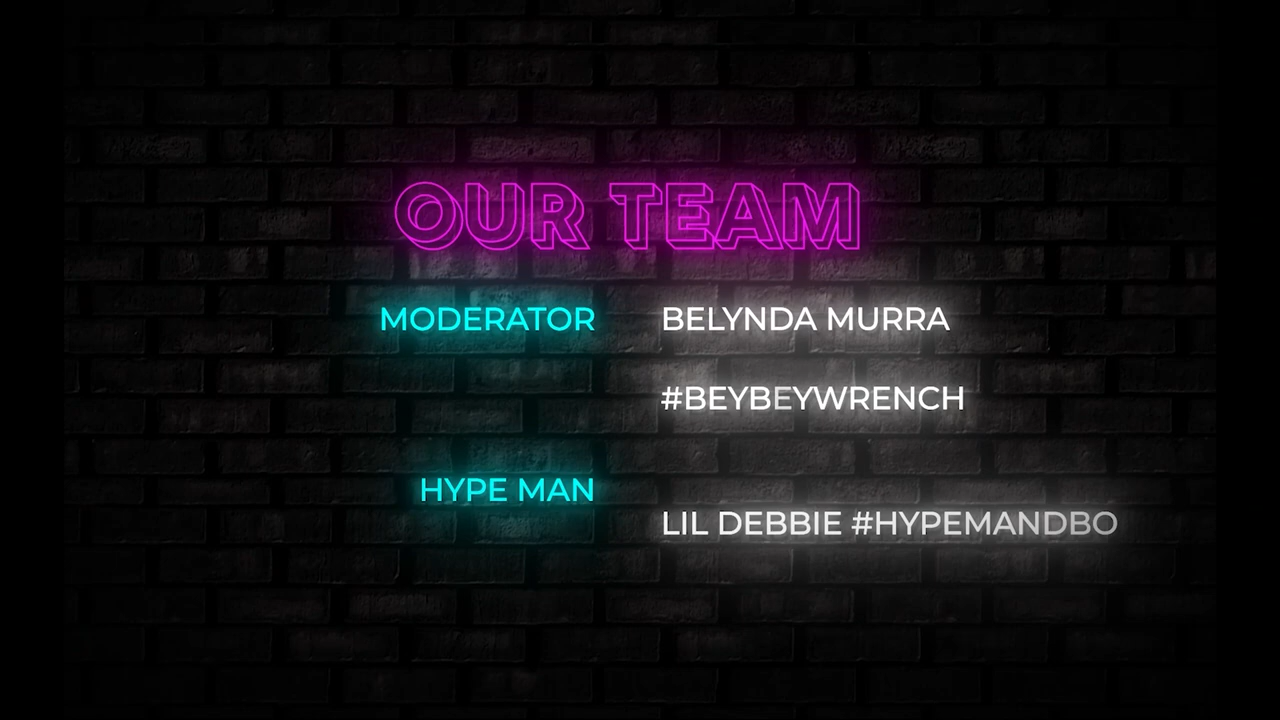 OUR TEAM
MODERATOR BELYNDA MURRA
#BEYBEYWRENCH
HYPE MAN
LIL DEBBIE #HYPEMANDBO